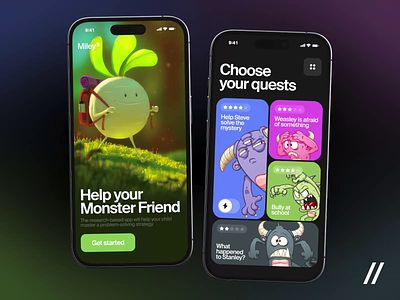 9:41
Miley
Help your
Monster Friend
The research-based app will help your child
master a problem-solving strategy
Get started
9:41
Choose
your quests
Help Steve
solve the
mystery
Weasley is afraid
of something
Bully at
school
What
happened
to Stanley?